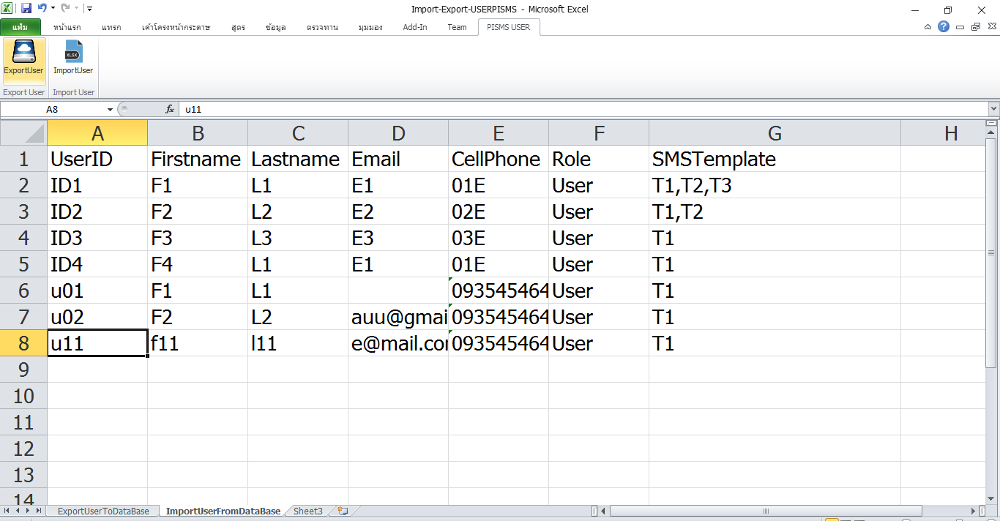 Import-Export-USERPISMS - Microsoft Excel
แฟ้ม หน้าแรก แทรก เค้าโครงหน้ากระดาษ สูตร ข้อมูล ตรวจทาน มุมมอง Add-In Team PISMS USER
XLSX
ExportUser ImportUser
Export User Import User
A8 fx u11
A B C D E F G H
1 UserID Firstname Lastname Email CellPhone Role SMSTemplate
2 ID1 F1 L1 E1 01E User T1,T2,T3
3 ID2 F2 L2 E2 02E User T1,T2
4 ID3 F3 L3 E3 03E User T1
5 ID4 F4 L1 E1 01E User T1
6 u01 F1 L1 093545464 User T1
7 u02 F2 L2 auu@gmai 093545464 User T1
8 u11 f11 l11 e@mail.co 093545464 User T1
9
10
11
12
13
14
ExportUserToDataBase ImportUserFromDataBase Sheet3